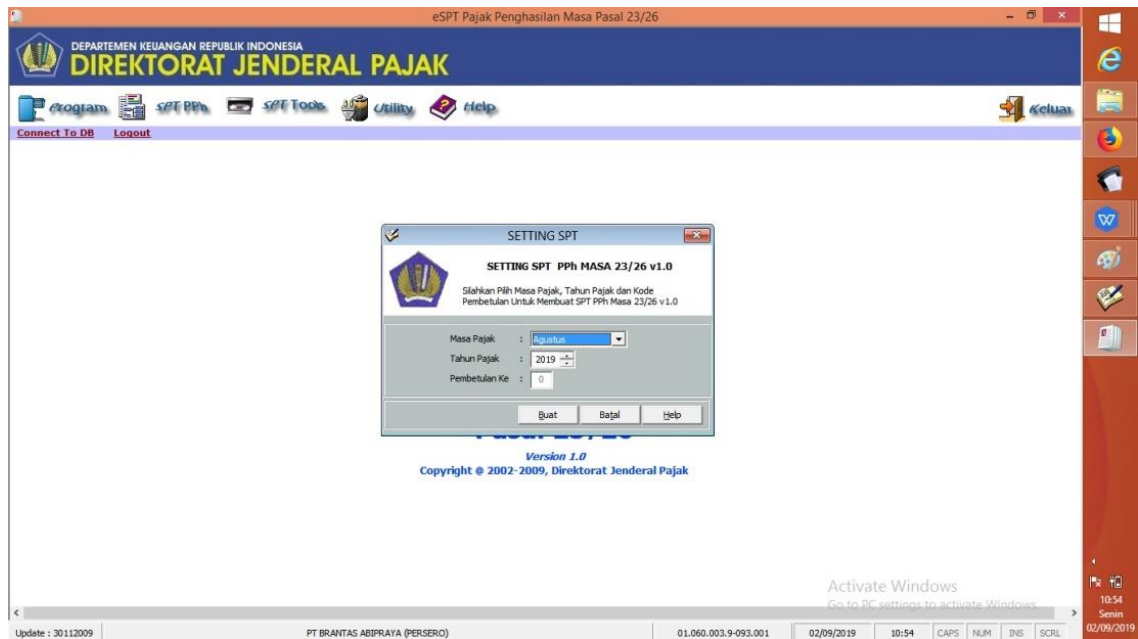 eSPT Pajak Penghasilan Masa Pasal 23/26
DEPARTEMEN KEUANGAN REPUBLIK INDONESIA
DIREKTORAT JENDERAL PAJAK
Program SPT PPh SPT Tools Utility Help Keluar
Connect To DB Logout
SETTING SPT
SETTING SPT PPh MASA 23/26 v1.0
Silahkan Pilih Masa Pajak, Tahun Pajak dan Kode
Pembetulan Untuk Membuat SPT PPh Masa 23/26 v1.0
Masa Pajak : Agustus
Tahun Pajak : 2019
Pembetulan Ke : 0
Buat Batal Help
Version 1.0
Copyright @ 2002-2009, Direktorat Jenderal Pajak
Activate Windows
Go to PC settings to activate Windows.
Update : 30112009 PT BRANTAS ABIPRAYA (PERSERO) 01.060.003.9-093.001 02/09/2019 10:54 CAPS NUM INS SCRL
10:54
Senin
02/09/2019